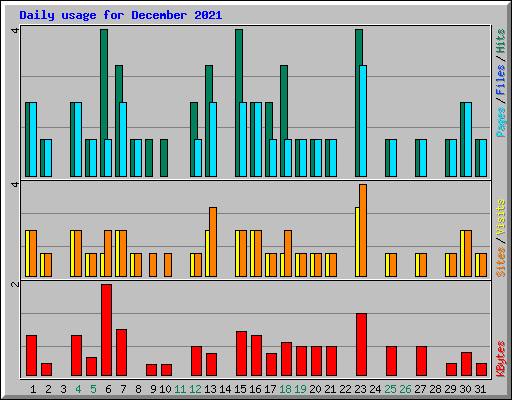 Daily usage for December 2021
4
Pages / Files / Hits
4
Sites / Visits
2
KBytes
1 2 3 4 5 6 7 8 9 10 11 12 13 14 15 16 17 18 19 20 21 22 23 24 25 26 27 28 29 30 31